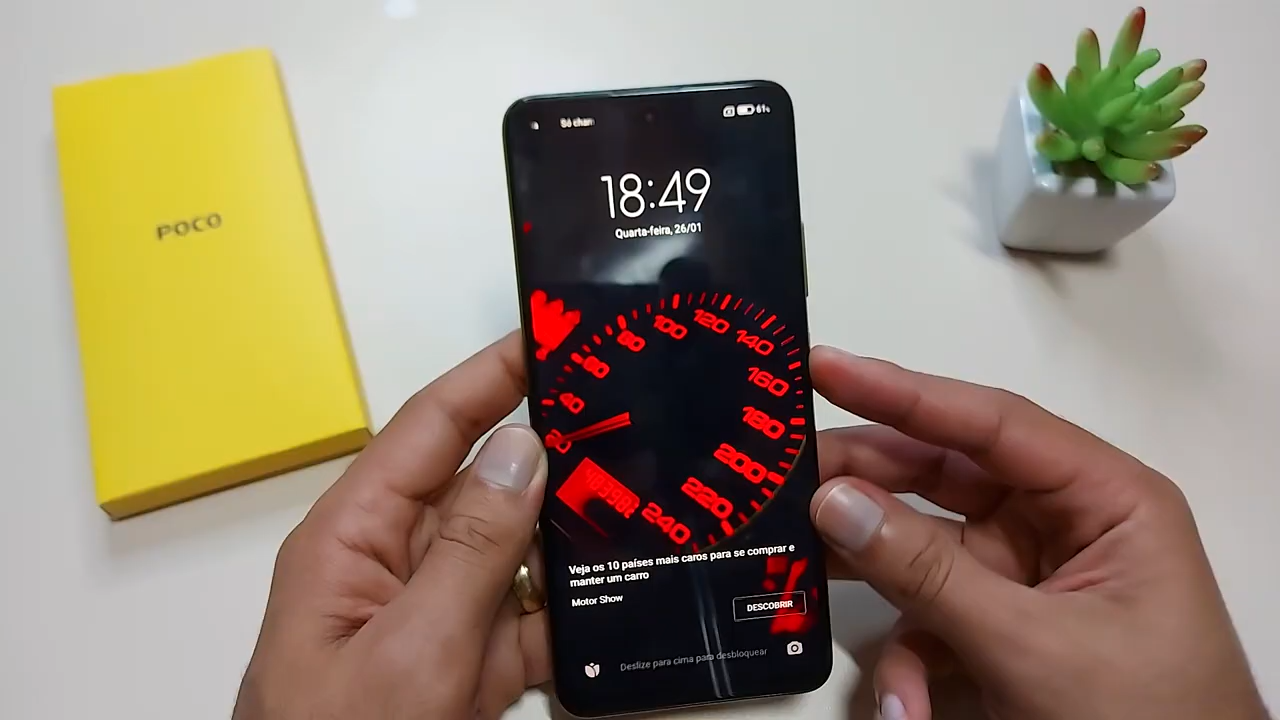 POCO
Só cham
61%
18:49
Quarta-feira, 26/01
20
40
60
80
100
120
140
160
180
200
220
240
Veja os 10 países mais caros para se comprar e
manter um carro
Motor Show
DESCOBRIR
Deslize para cima para desbloquear